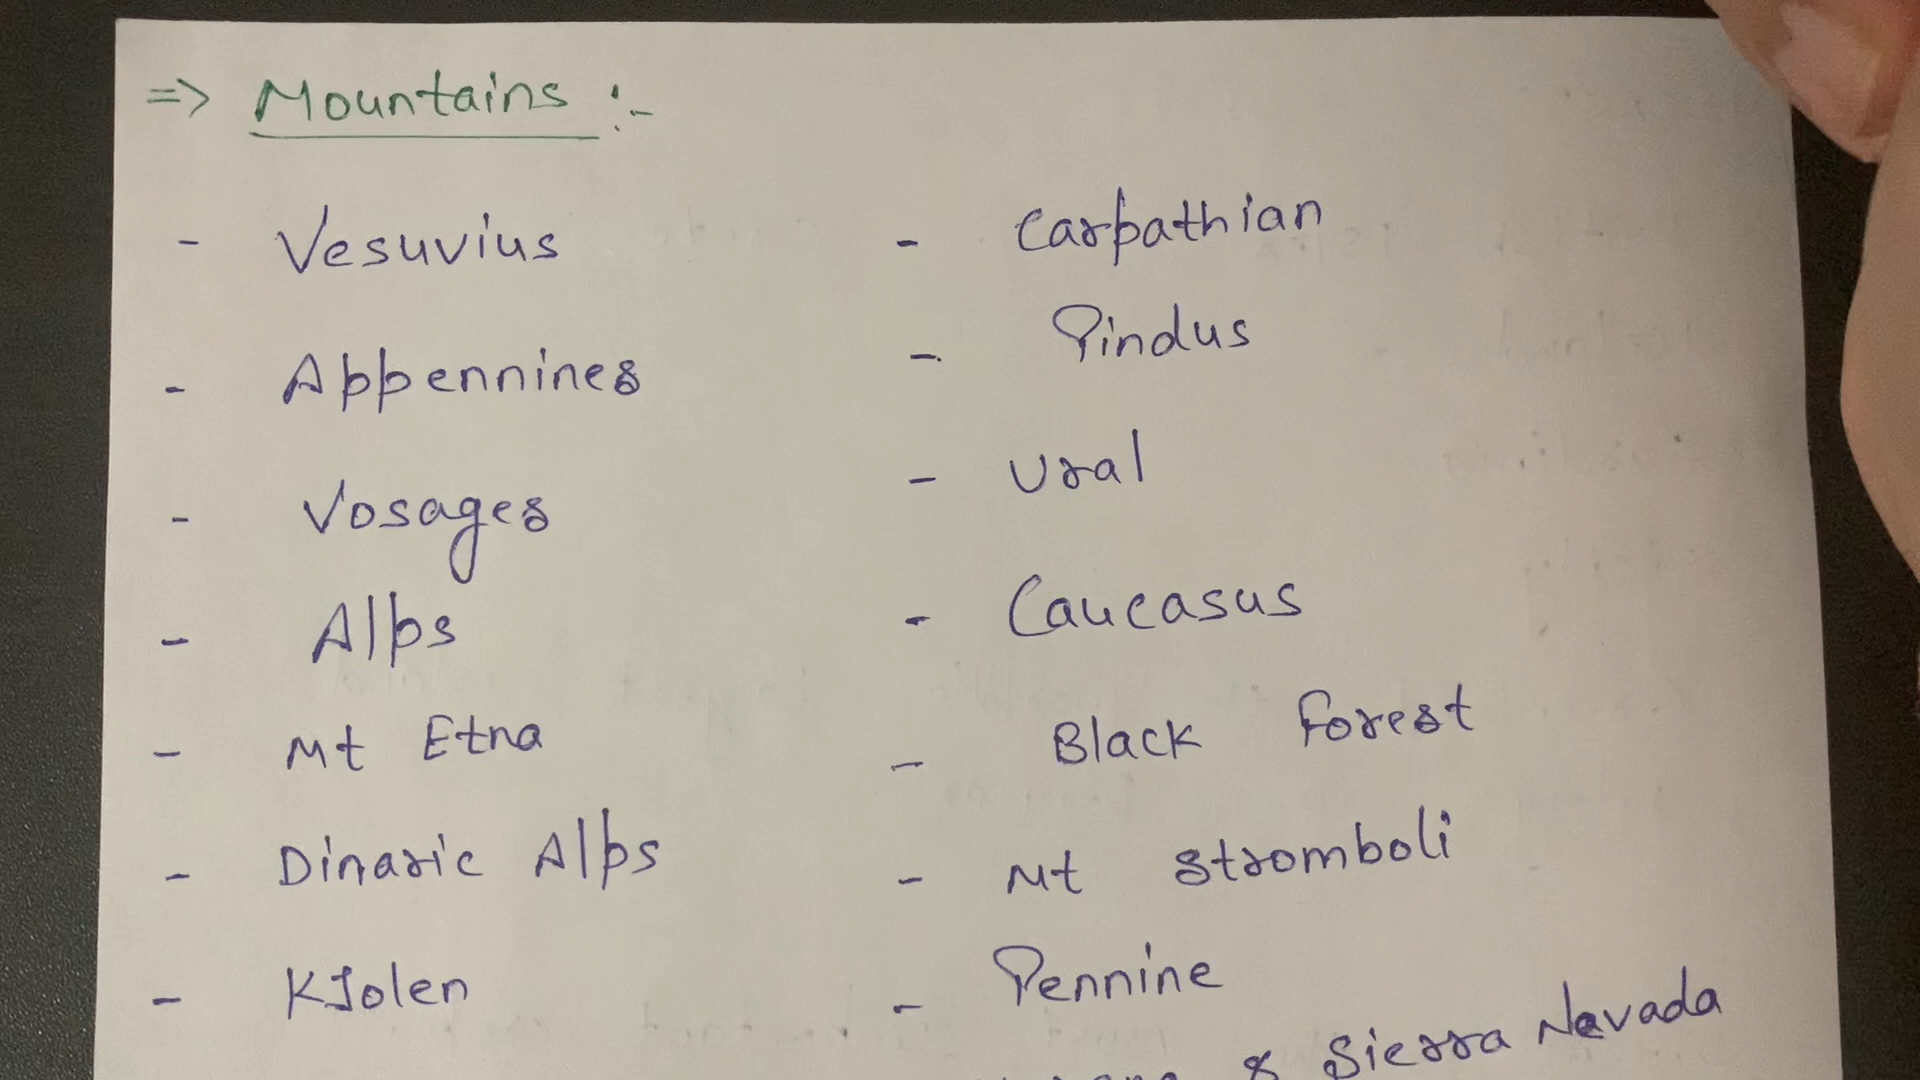 => Mountains :-
- Vesuvius
- Appennines
- Vosages
- Alps
- Mt Etna
- Dinaric Alps
- KJolen
- Carpathian
- Pindus
- Ural
- Caucasus
- Black Forest
- Mt Stromboli
- Pennine
& Sierra Nevada